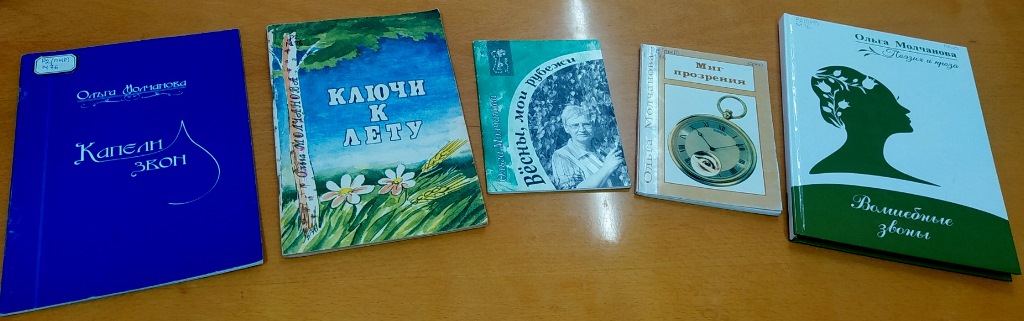 Ольга Молчанова
Капели
звон
Ольга Молчанова
КЛЮЧИ
К
ЛЕТУ
Вёсны, мои рубежи
Ольга Молчанова
Миг
прозрения
Ольга Молчанова
Поэзия и проза
Волшебные
звоны